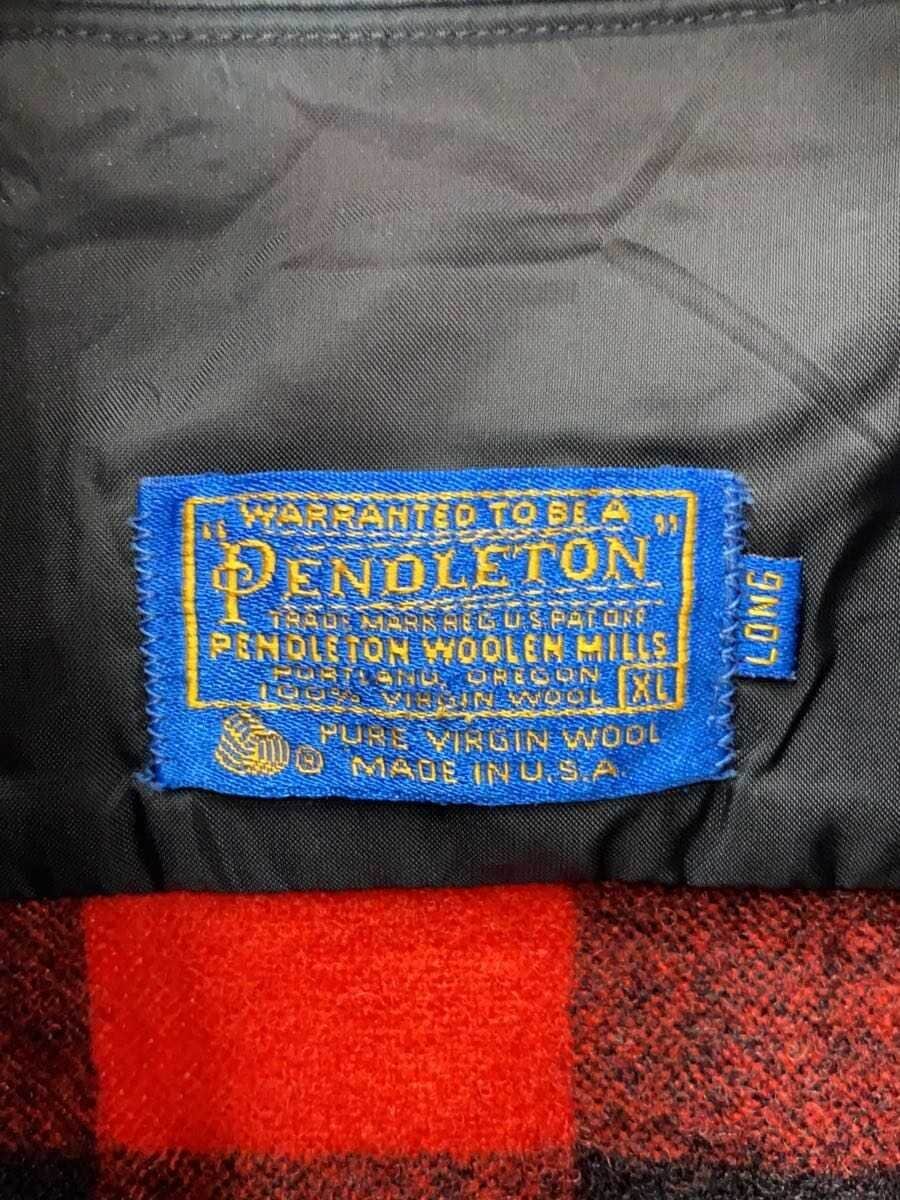 WARRANTED TO BE A
"PENDLETON"
TRADE MARK REG. U.S. PAT. OFF.
PENDLETON WOOLEN MILLS
PORTLAND, OREGON
100% VIRGIN WOOL XL
® PURE VIRGIN WOOL
MADE IN U.S.A.
LONG